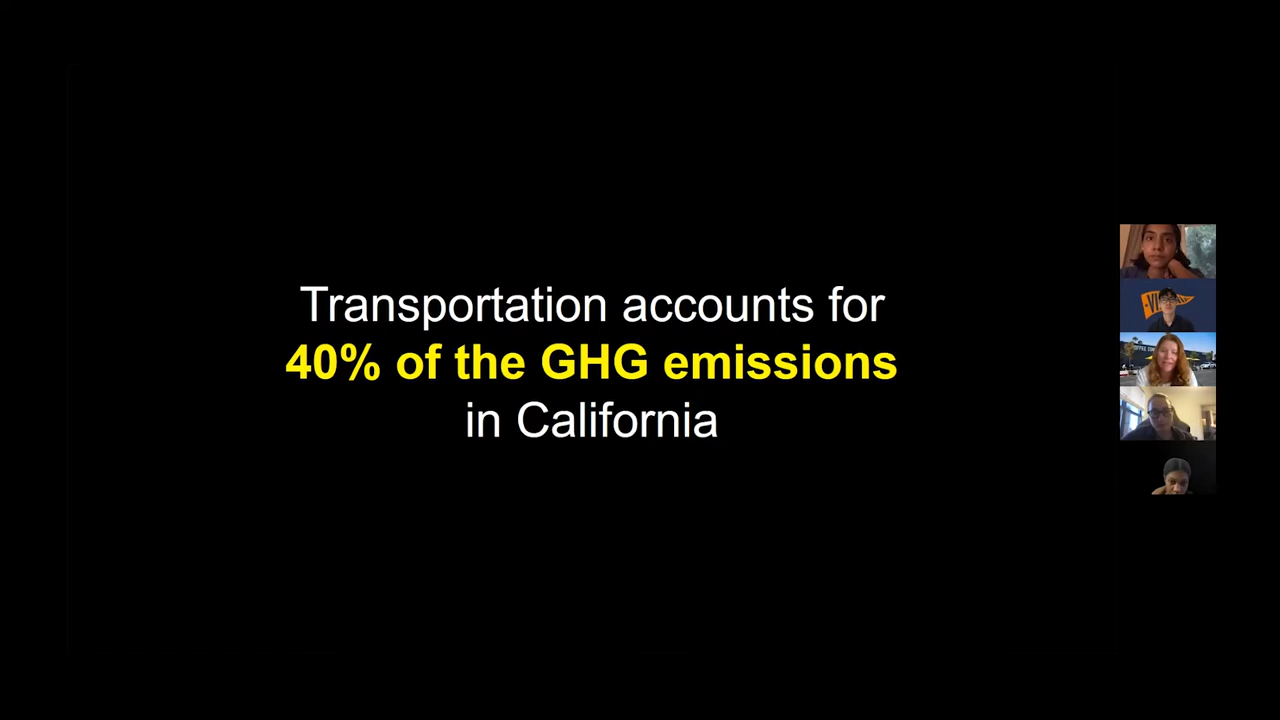 Transportation accounts for
40% of the GHG emissions
in California